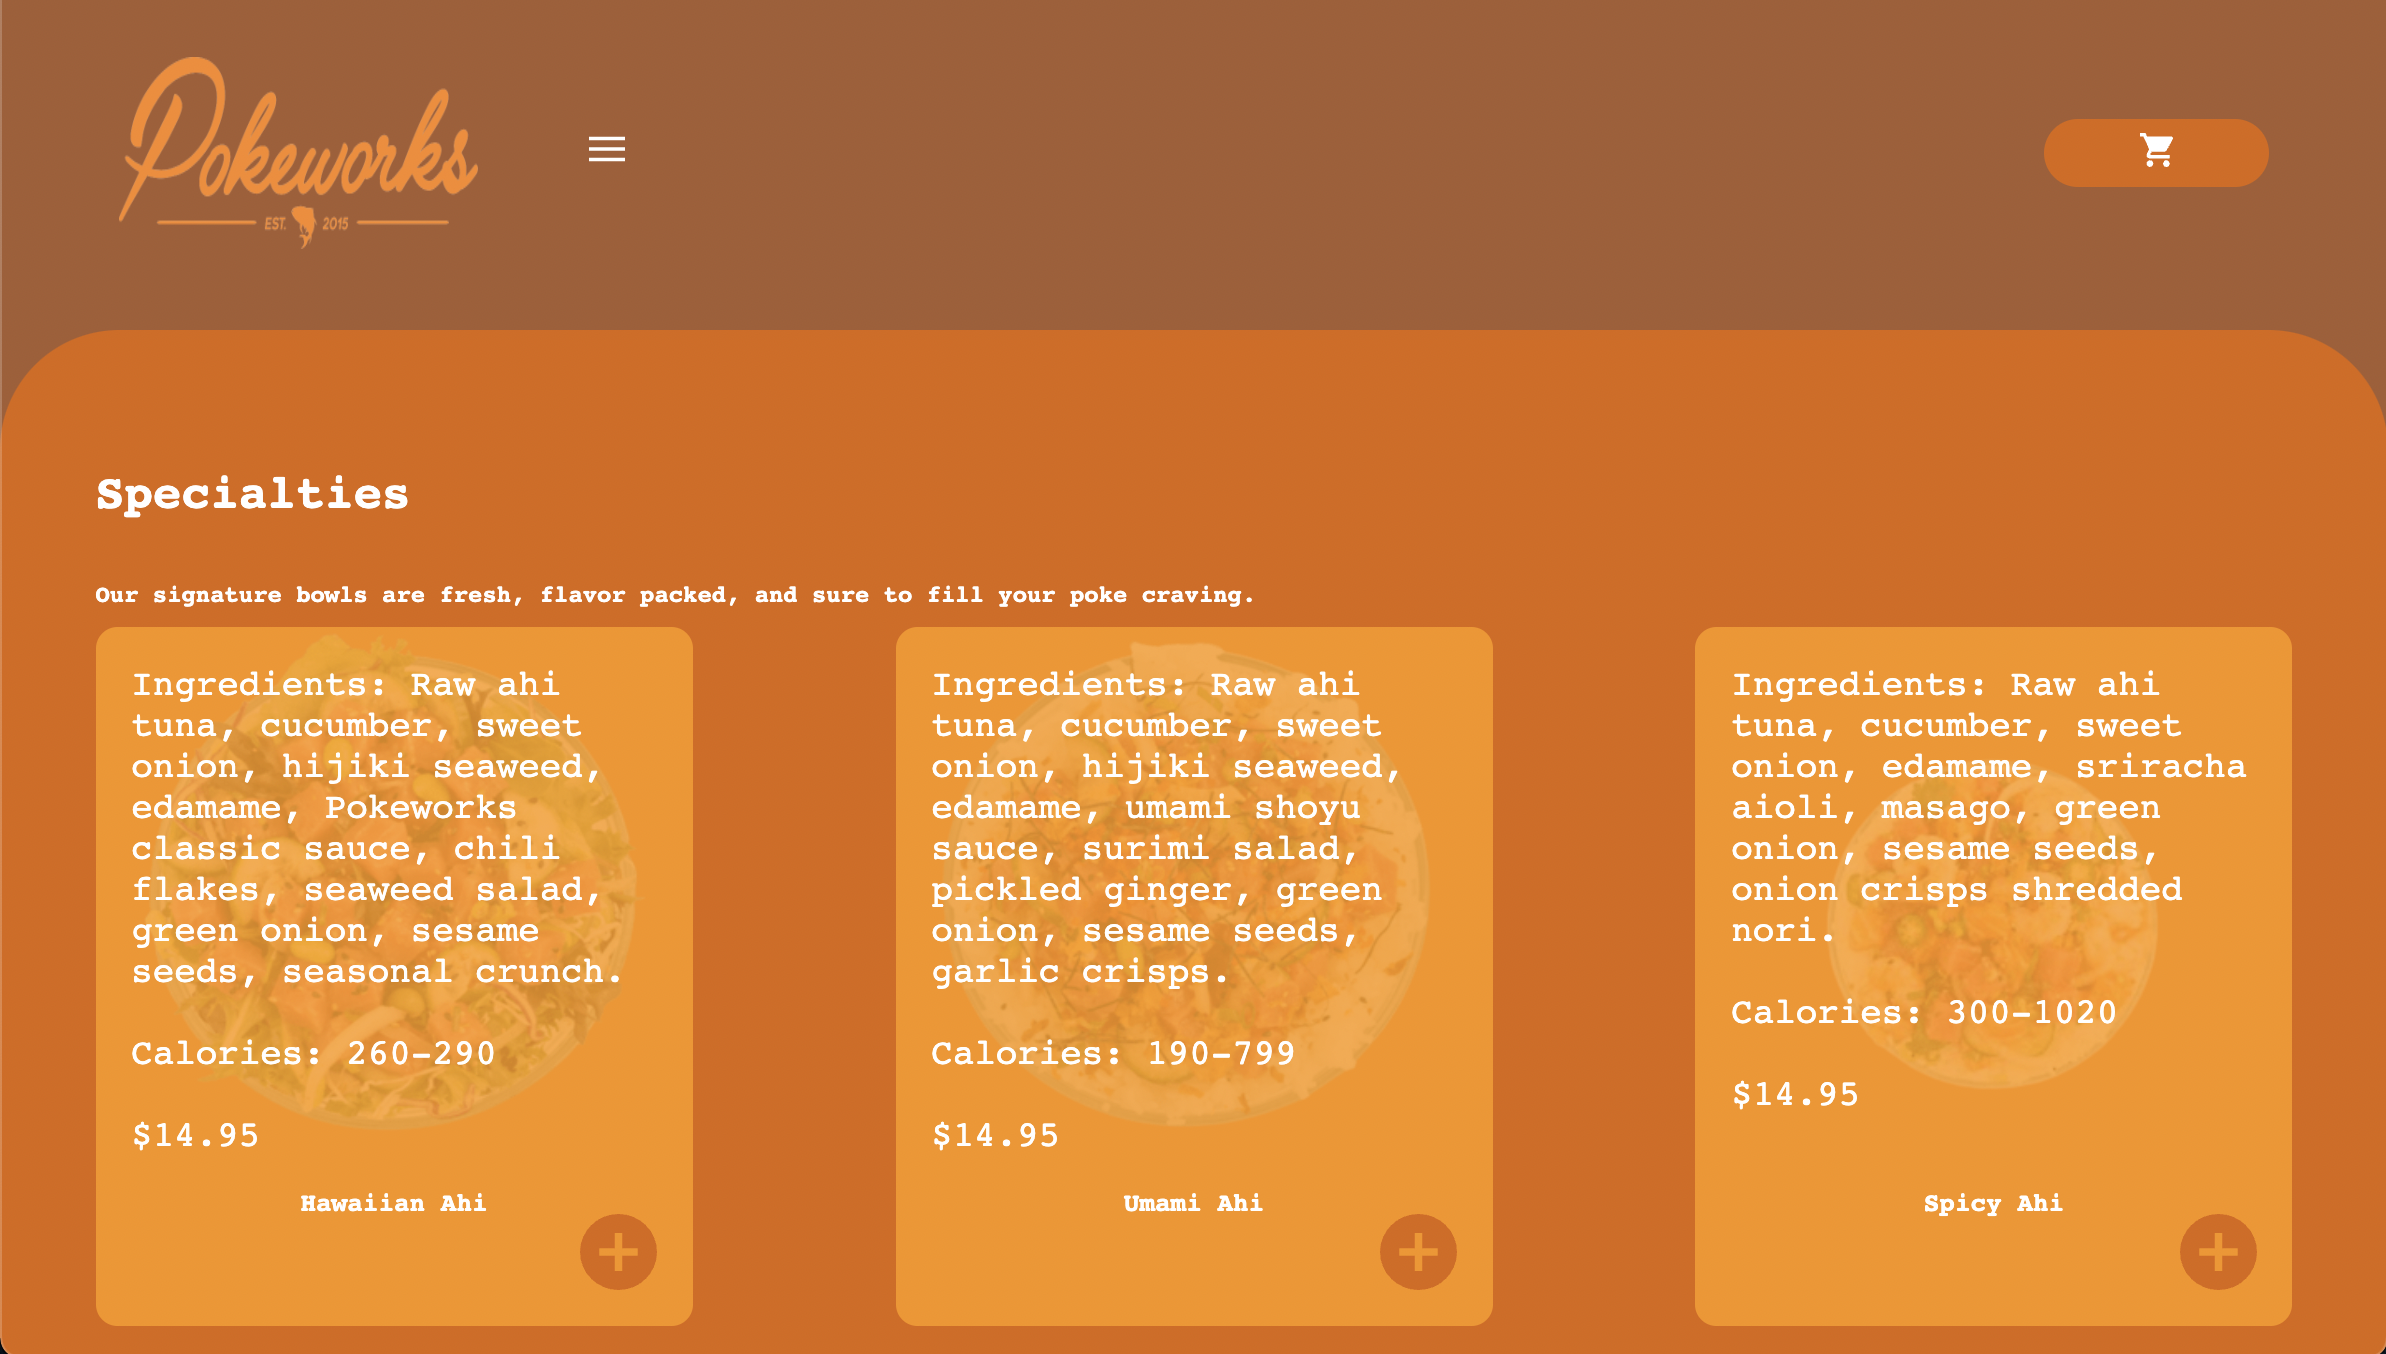 Pokeworks
EST. 2015
Specialties
Our signature bowls are fresh, flavor packed, and sure to fill your poke craving.
Ingredients: Raw ahi
tuna, cucumber, sweet
onion, hijiki seaweed,
edamame, Pokeworks
classic sauce, chili
flakes, seaweed salad,
green onion, sesame
seeds, seasonal crunch.
Calories: 260-290
$14.95
Hawaiian Ahi
Ingredients: Raw ahi
tuna, cucumber, sweet
onion, hijiki seaweed,
edamame, umami shoyu
sauce, surimi salad,
pickled ginger, green
onion, sesame seeds,
garlic crisps.
Calories: 190-799
$14.95
Umami Ahi
Ingredients: Raw ahi
tuna, cucumber, sweet
onion, edamame, sriracha
aioli, masago, green
onion, sesame seeds,
onion crisps shredded
nori.
Calories: 300-1020
$14.95
Spicy Ahi